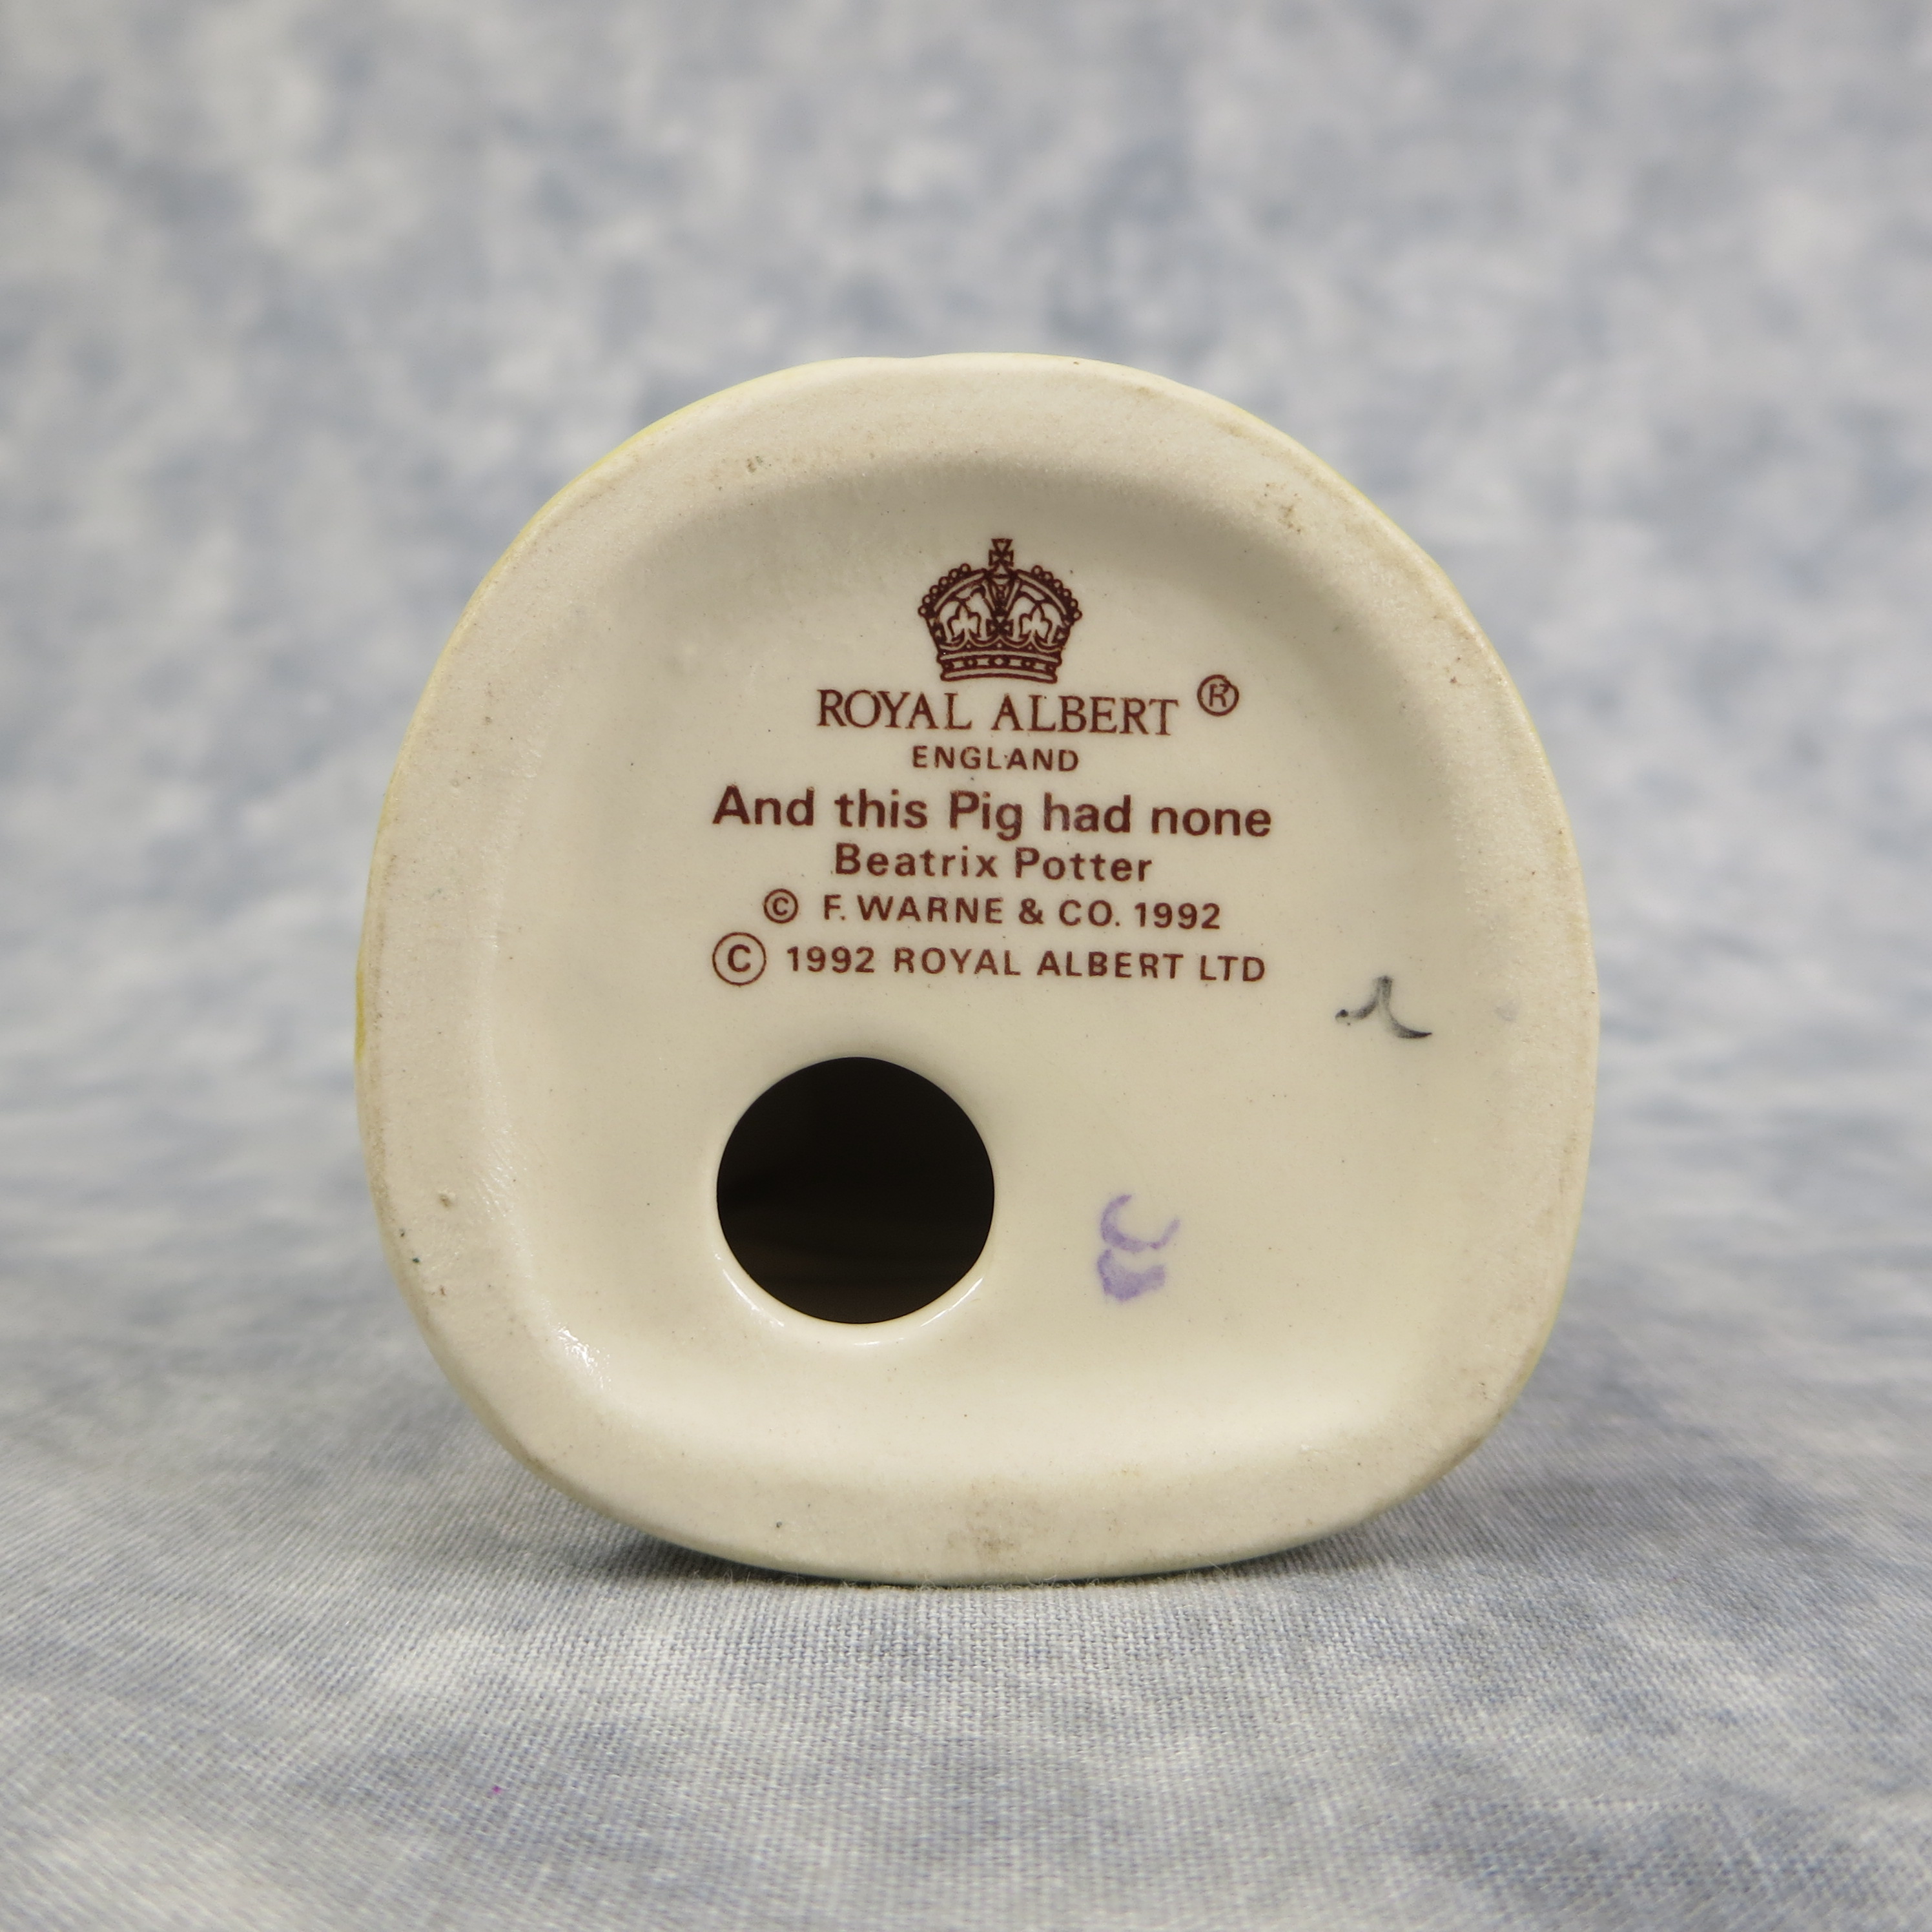 ROYAL ALBERT ®
ENGLAND
And this Pig had none
Beatrix Potter
© F. WARNE & CO. 1992
© 1992 ROYAL ALBERT LTD